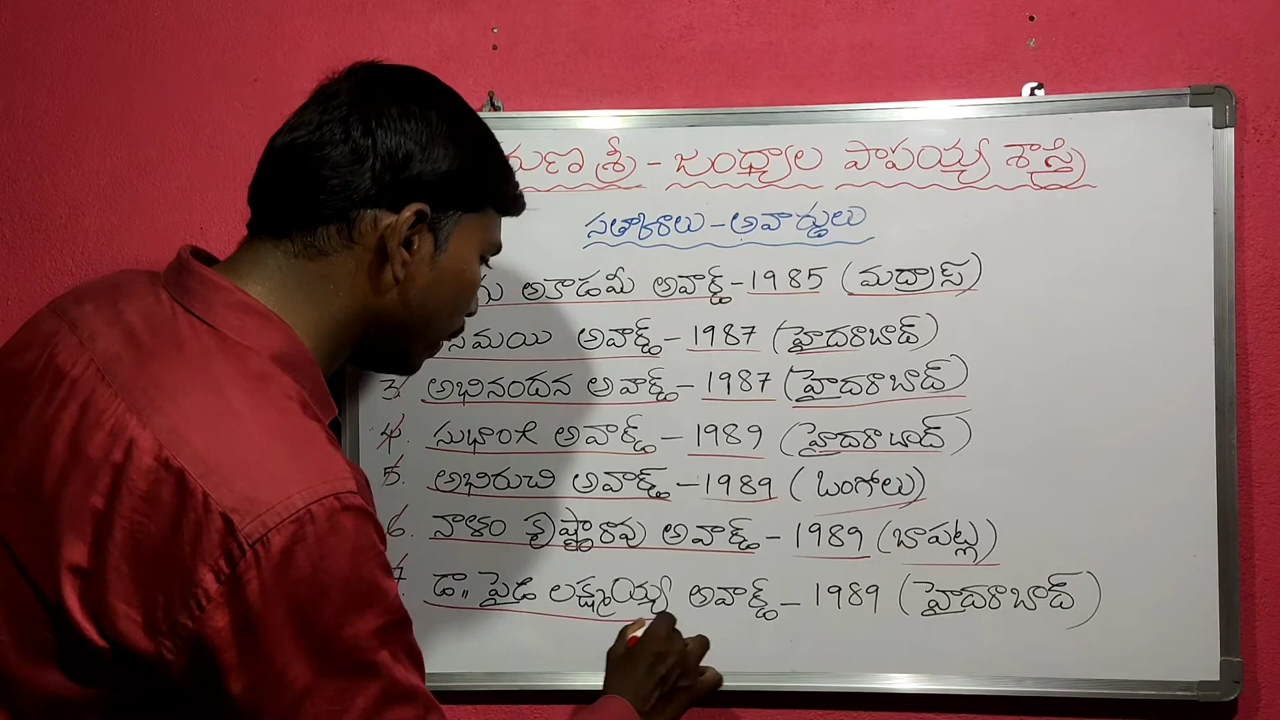 రుణ శ్రీ - జంధ్యాల పాపయ్య శాస్త్రి
సత్కారాలు - అవార్డులు
గు అకాడమీ అవార్డ్ - 1985 (మద్రాస్)
సమయి అవార్డ్ - 1987 (హైదరాబాద్)
3. అభినందన అవార్డ్ - 1987 (హైదరాబాద్)
4. సుభాంగి అవార్డ్ - 1989 (హైదరాబాద్)
5. అభిరుచి అవార్డ్ - 1989 (ఒంగోలు)
6. నాళం కృష్ణారావు అవార్డ్ - 1989 (బాపట్ల)
7. డా,, పైడి లక్ష్మయ్య అవార్డ్ - 1989 (హైదరాబాద్)